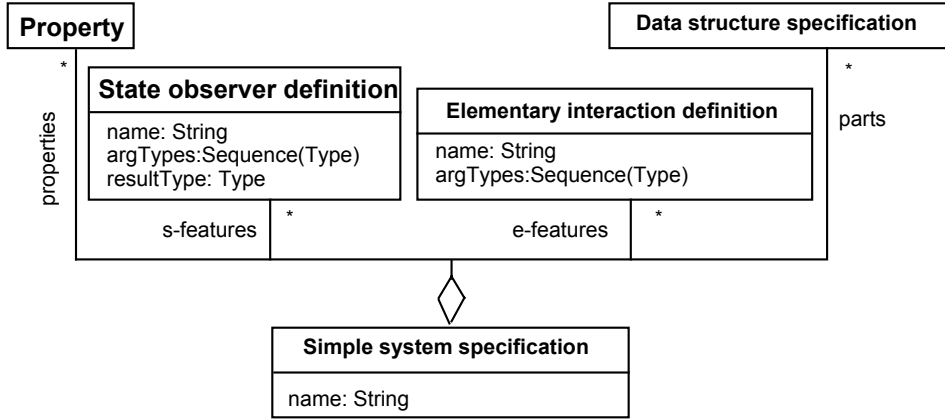 Property
Data structure specification
*
*
State observer definition
name: String
argTypes:Sequence(Type)
resultType: Type
Elementary interaction definition
name: String
argTypes:Sequence(Type)
properties
parts
s-features
*
e-features
*
Simple system specification
name: String